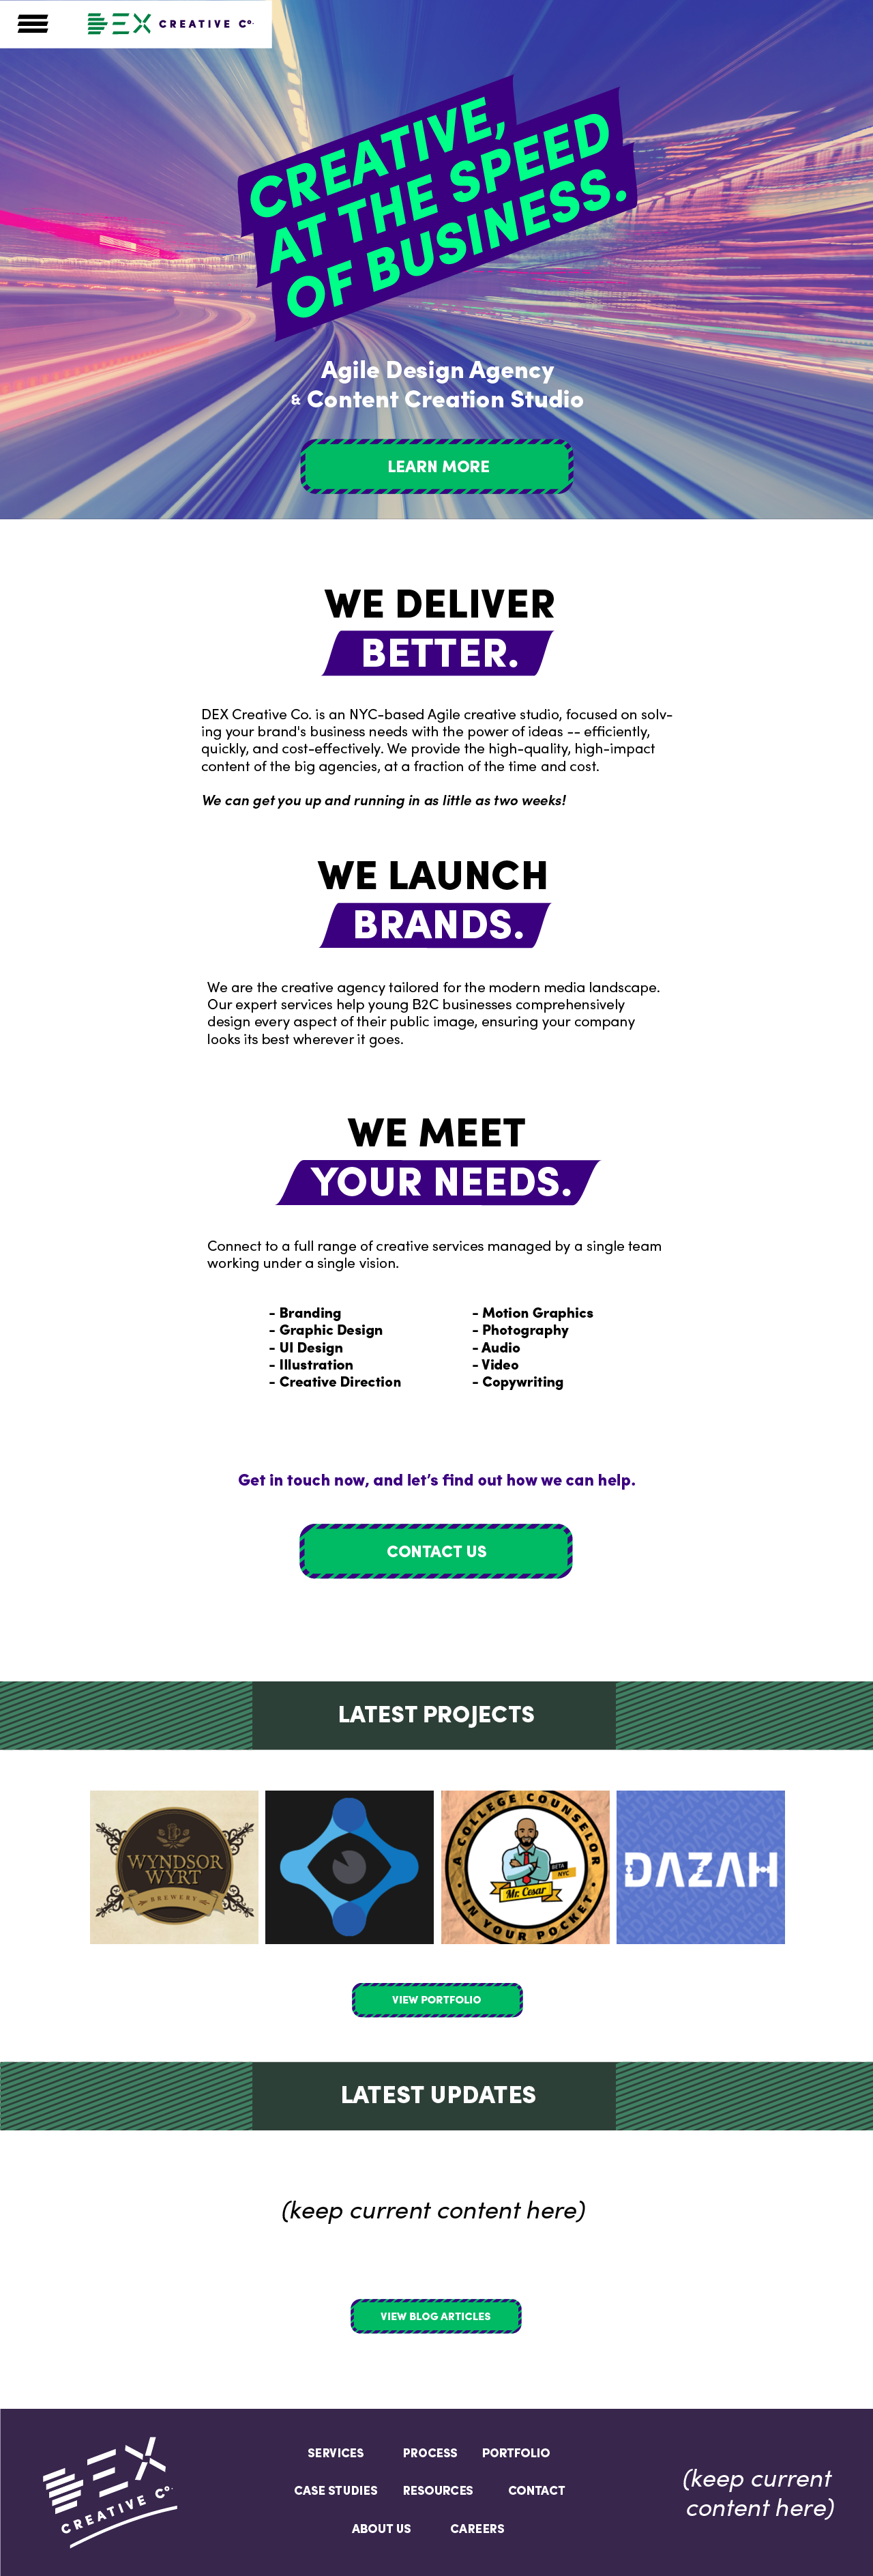 DEX CREATIVE Co.
CREATIVE,
AT THE SPEED
OF BUSINESS.
Agile Design Agency
& Content Creation Studio
LEARN MORE
WE DELIVER
BETTER.
DEX Creative Co. is an NYC-based Agile creative studio, focused on solv-
ing your brand's business needs with the power of ideas -- efficiently,
quickly, and cost-effectively. We provide the high-quality, high-impact
content of the big agencies, at a fraction of the time and cost.
We can get you up and running in as little as two weeks!
WE LAUNCH
BRANDS.
We are the creative agency tailored for the modern media landscape.
Our expert services help young B2C businesses comprehensively
design every aspect of their public image, ensuring your company
looks its best wherever it goes.
WE MEET
YOUR NEEDS.
Connect to a full range of creative services managed by a single team
working under a single vision.
- Branding
- Graphic Design
- UI Design
- Illustration
- Creative Direction
- Motion Graphics
- Photography
- Audio
- Video
- Copywriting
Get in touch now, and let's find out how we can help.
CONTACT US
LATEST PROJECTS
WYNDSOR
WYRT
BREWERY
A COLLEGE COUNSELOR
BETA
NYC
Mr. Cesar
IN YOUR POCKET
DAZAH
VIEW PORTFOLIO
LATEST UPDATES
(keep current content here)
VIEW BLOG ARTICLES
DEX
CREATIVE Co.
SERVICES PROCESS PORTFOLIO
CASE STUDIES RESOURCES CONTACT
ABOUT US CAREERS
(keep current
content here)